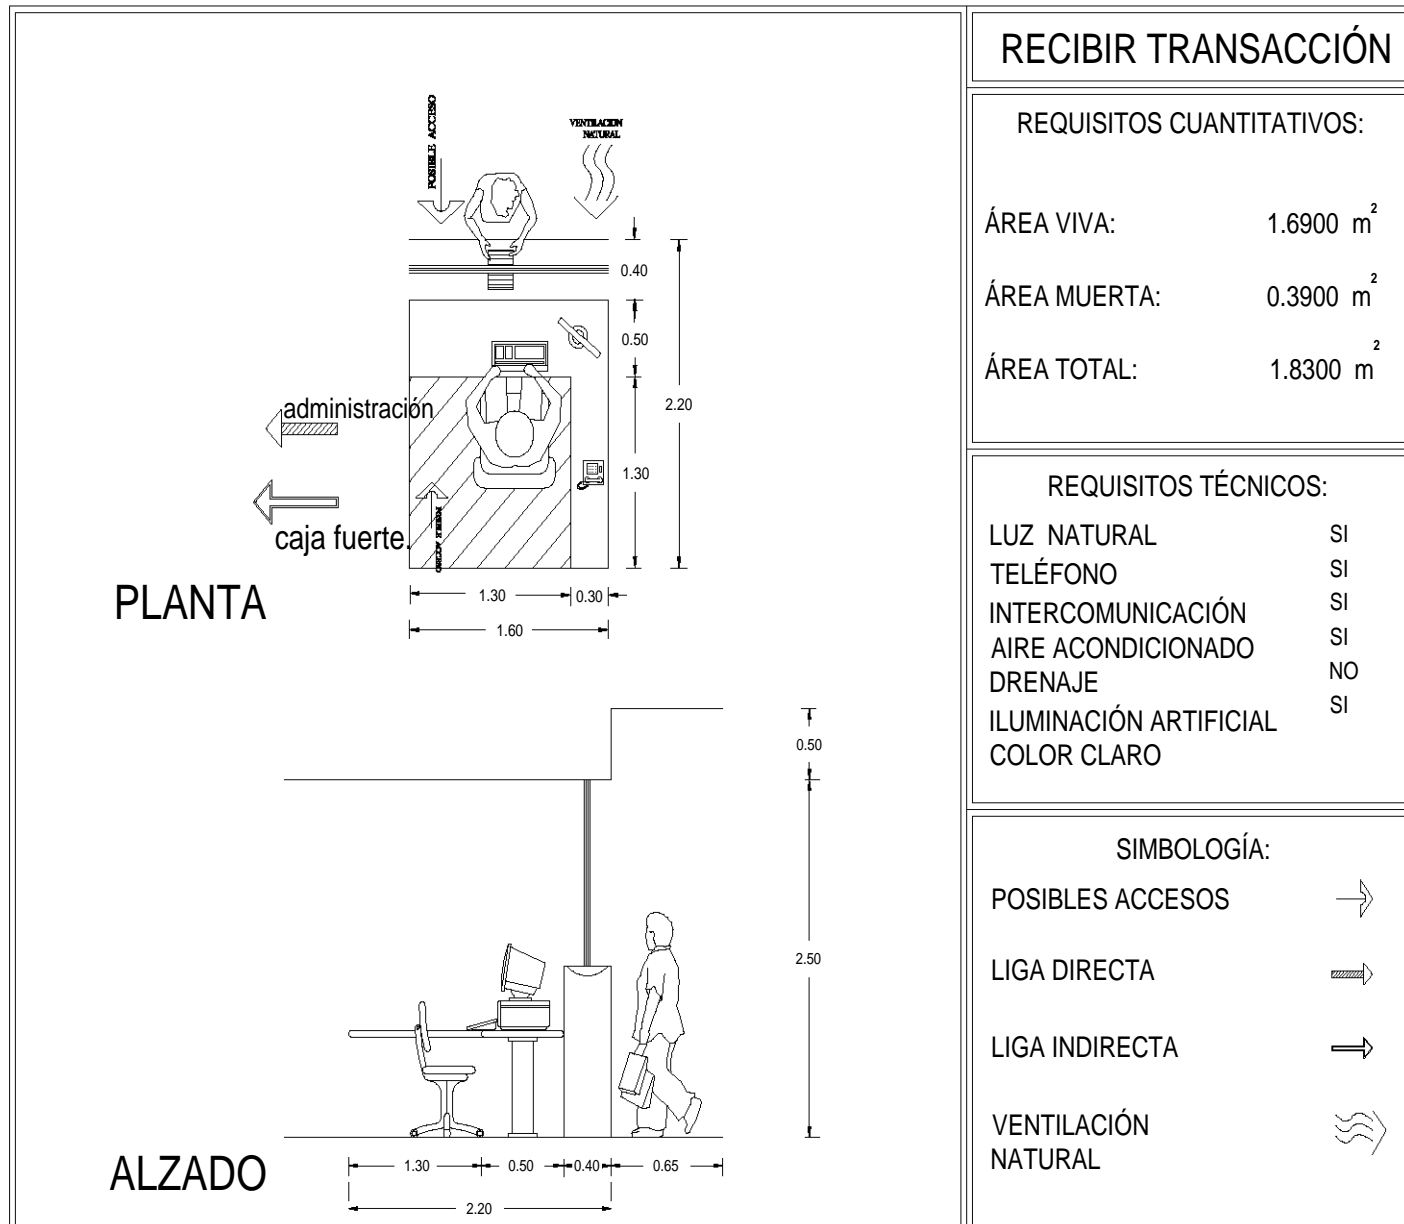 RECIBIR TRANSACCIÓN
REQUISITOS CUANTITATIVOS:
ÁREA VIVA: 1.6900 m²
ÁREA MUERTA: 0.3900 m²
ÁREA TOTAL: 1.8300 m²
REQUISITOS TÉCNICOS:
LUZ NATURAL SI
TELÉFONO SI
INTERCOMUNICACIÓN SI
AIRE ACONDICIONADO SI
DRENAJE NO
ILUMINACIÓN ARTIFICIAL SI
COLOR CLARO
SIMBOLOGÍA:
POSIBLES ACCESOS
LIGA DIRECTA
LIGA INDIRECTA
VENTILACIÓN
NATURAL
POSIBLE ACCESO
VENTILACION
NATURAL
0.40
0.50
2.20
1.30
administración
caja fuerte.
POSIBLE ACCESO
PLANTA
1.30 0.30
1.60
0.50
2.50
ALZADO
1.30 0.50 0.40 0.65
2.20